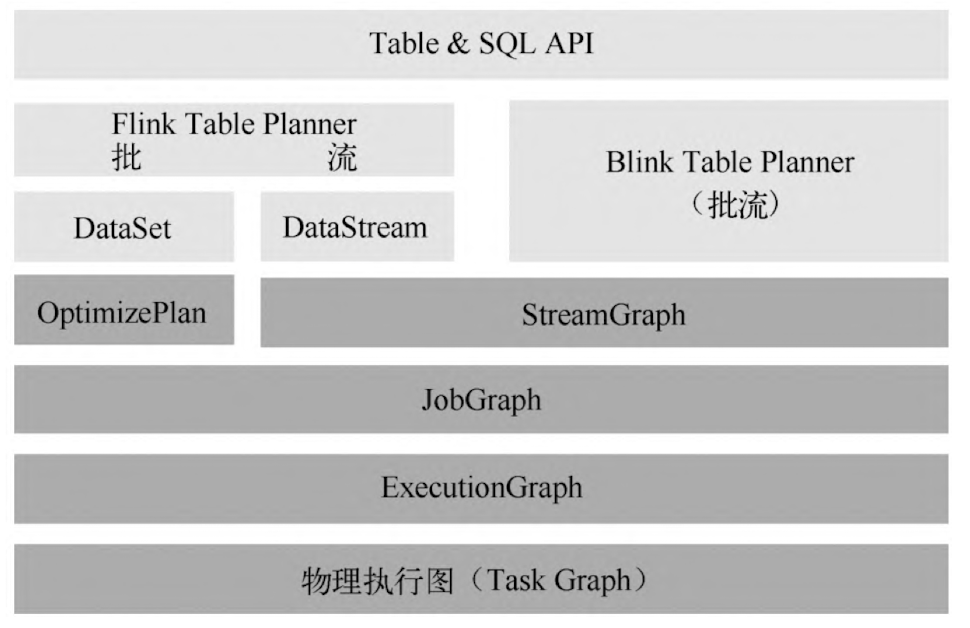 Table & SQL API
Flink Table Planner
批 流
Blink Table Planner
（批流）
DataSet
DataStream
OptimizePlan
StreamGraph
JobGraph
ExecutionGraph
物理执行图（Task Graph）